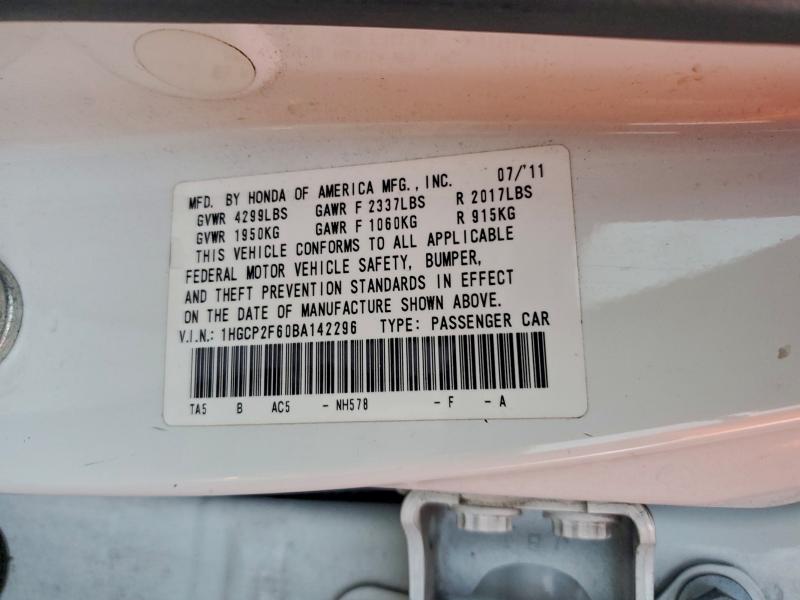 MFD. BY HONDA OF AMERICA MFG., INC. 07/'11
GVWR 4299LBS GAWR F 2337LBS R 2017LBS
GVWR 1950KG GAWR F 1060KG R 915KG
THIS VEHICLE CONFORMS TO ALL APPLICABLE
FEDERAL MOTOR VEHICLE SAFETY, BUMPER,
AND THEFT PREVENTION STANDARDS IN EFFECT
ON THE DATE OF MANUFACTURE SHOWN ABOVE.
V.I.N.: 1HGCP2F60BA142296 TYPE: PASSENGER CAR
TA5 B AC5 - NH578 - F - A